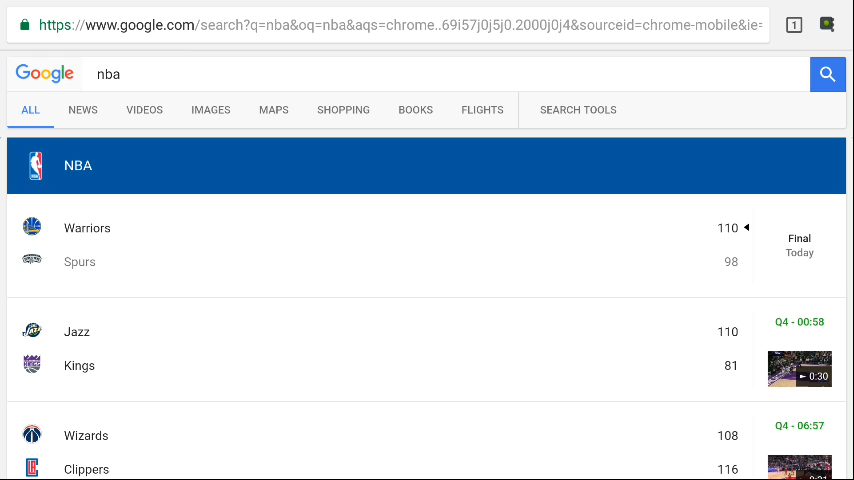 https://www.google.com/search?q=nba&oq=nba&aqs=chrome..69i57j0j5j0.2000j0j4&sourceid=chrome-mobile&ie=
1
Google nba
ALL NEWS VIDEOS IMAGES MAPS SHOPPING BOOKS FLIGHTS SEARCH TOOLS
NBA
Warriors 110
Final
Spurs 98
Today
Q4 - 00:58
Jazz 110
Kings 81
0:30
Q4 - 06:57
Wizards 108
Clippers 116